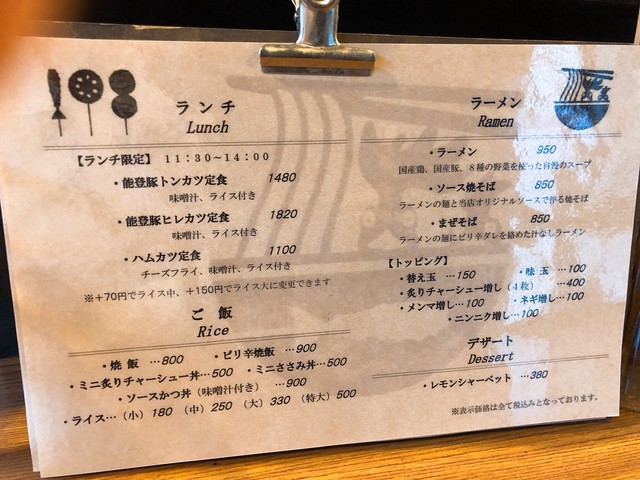 ランチ
Lunch
【ランチ限定】 11:30~14:00
・能登豚トンカツ定食 1480
味噌汁、ライス付き
・能登豚ヒレカツ定食 1820
味噌汁、ライス付き
・ハムカツ定食 1100
チーズフライ、味噌汁、ライス付き
※+70円でライス中、+150円でライス大に変更できます
ご飯
Rice
・焼飯 …800 ・ピリ辛焼飯 …900
・ミニ炙りチャーシュー丼…500 ・ミニささみ丼…500
・ソースかつ丼（味噌汁付き） …900
・ライス…（小）180 （中）250 （大）330 （特大）500
ラーメン
Ramen
・ラーメン 950
国産鶏、国産豚、8種の野菜を使った自慢のスープ
・ソース焼そば 850
ラーメンの麺と当店オリジナルソースで作る焼そば
・まぜそば 850
ラーメンの麺にピリ辛ダレを絡めた汁なしラーメン
【トッピング】
・替え玉 …150 ・味玉 …100
・炙りチャーシュー増し（4枚） …400
・メンマ増し…100 ・ネギ増し…100
・ニンニク増し…100
デザート
Dessert
・レモンシャーベット …380
※表示価格は全て税込みとなっております。